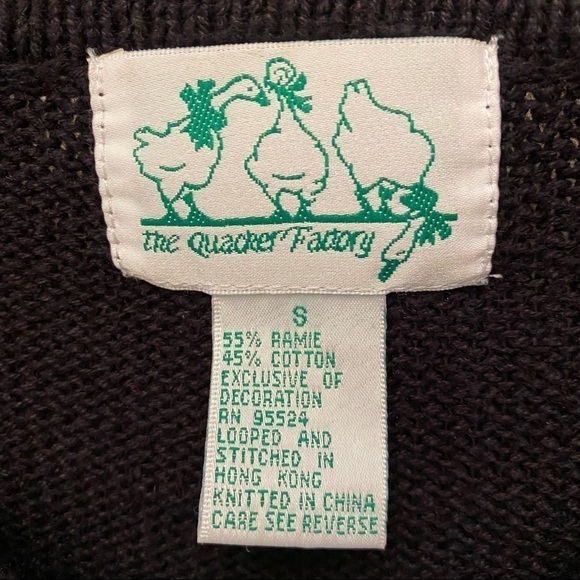 the Quacker Factory
S
55% RAMIE
45% COTTON
EXCLUSIVE OF
DECORATION
RN 95524
LOOPED AND
STITCHED IN
HONG KONG
KNITTED IN CHINA
CARE SEE REVERSE